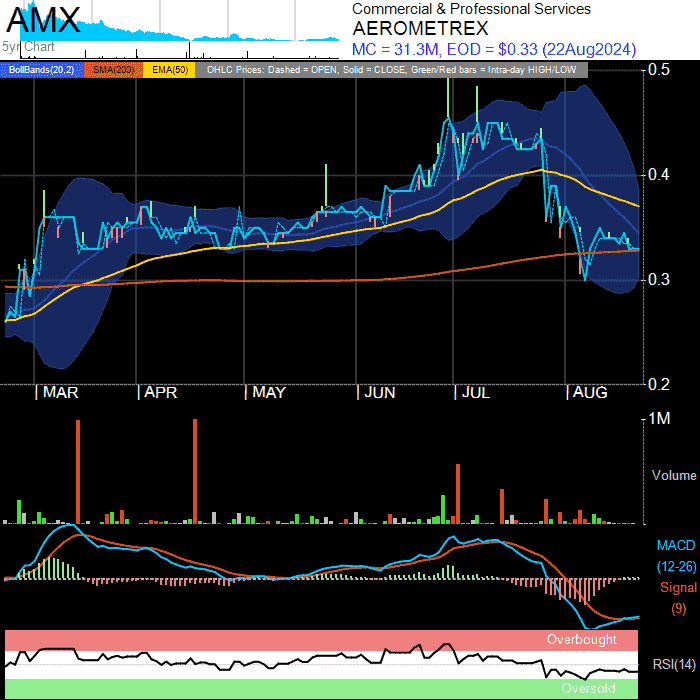 AMX
5yr Chart
Commercial & Professional Services
AEROMETREX
MC = 31.3M, EOD = $0.33 (22Aug2024)
BollBands(20,2) SMA(200) EMA(50) OHLC Prices: Dashed = OPEN, Solid = CLOSE, Green/Red bars = Intra-day HIGH/LOW
0.5
0.4
0.3
0.2
| MAR | APR | MAY | JUN | JUL | AUG
1M
Volume
MACD
(12-26)
Signal
(9)
Overbought
RSI(14)
Oversold